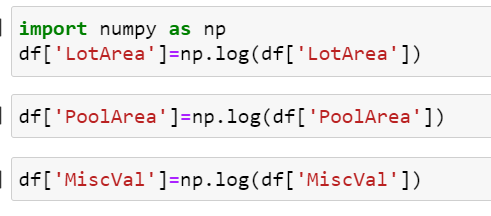 import numpy as np
df['LotArea']=np.log(df['LotArea'])
df['PoolArea']=np.log(df['PoolArea'])
df['MiscVal']=np.log(df['MiscVal'])